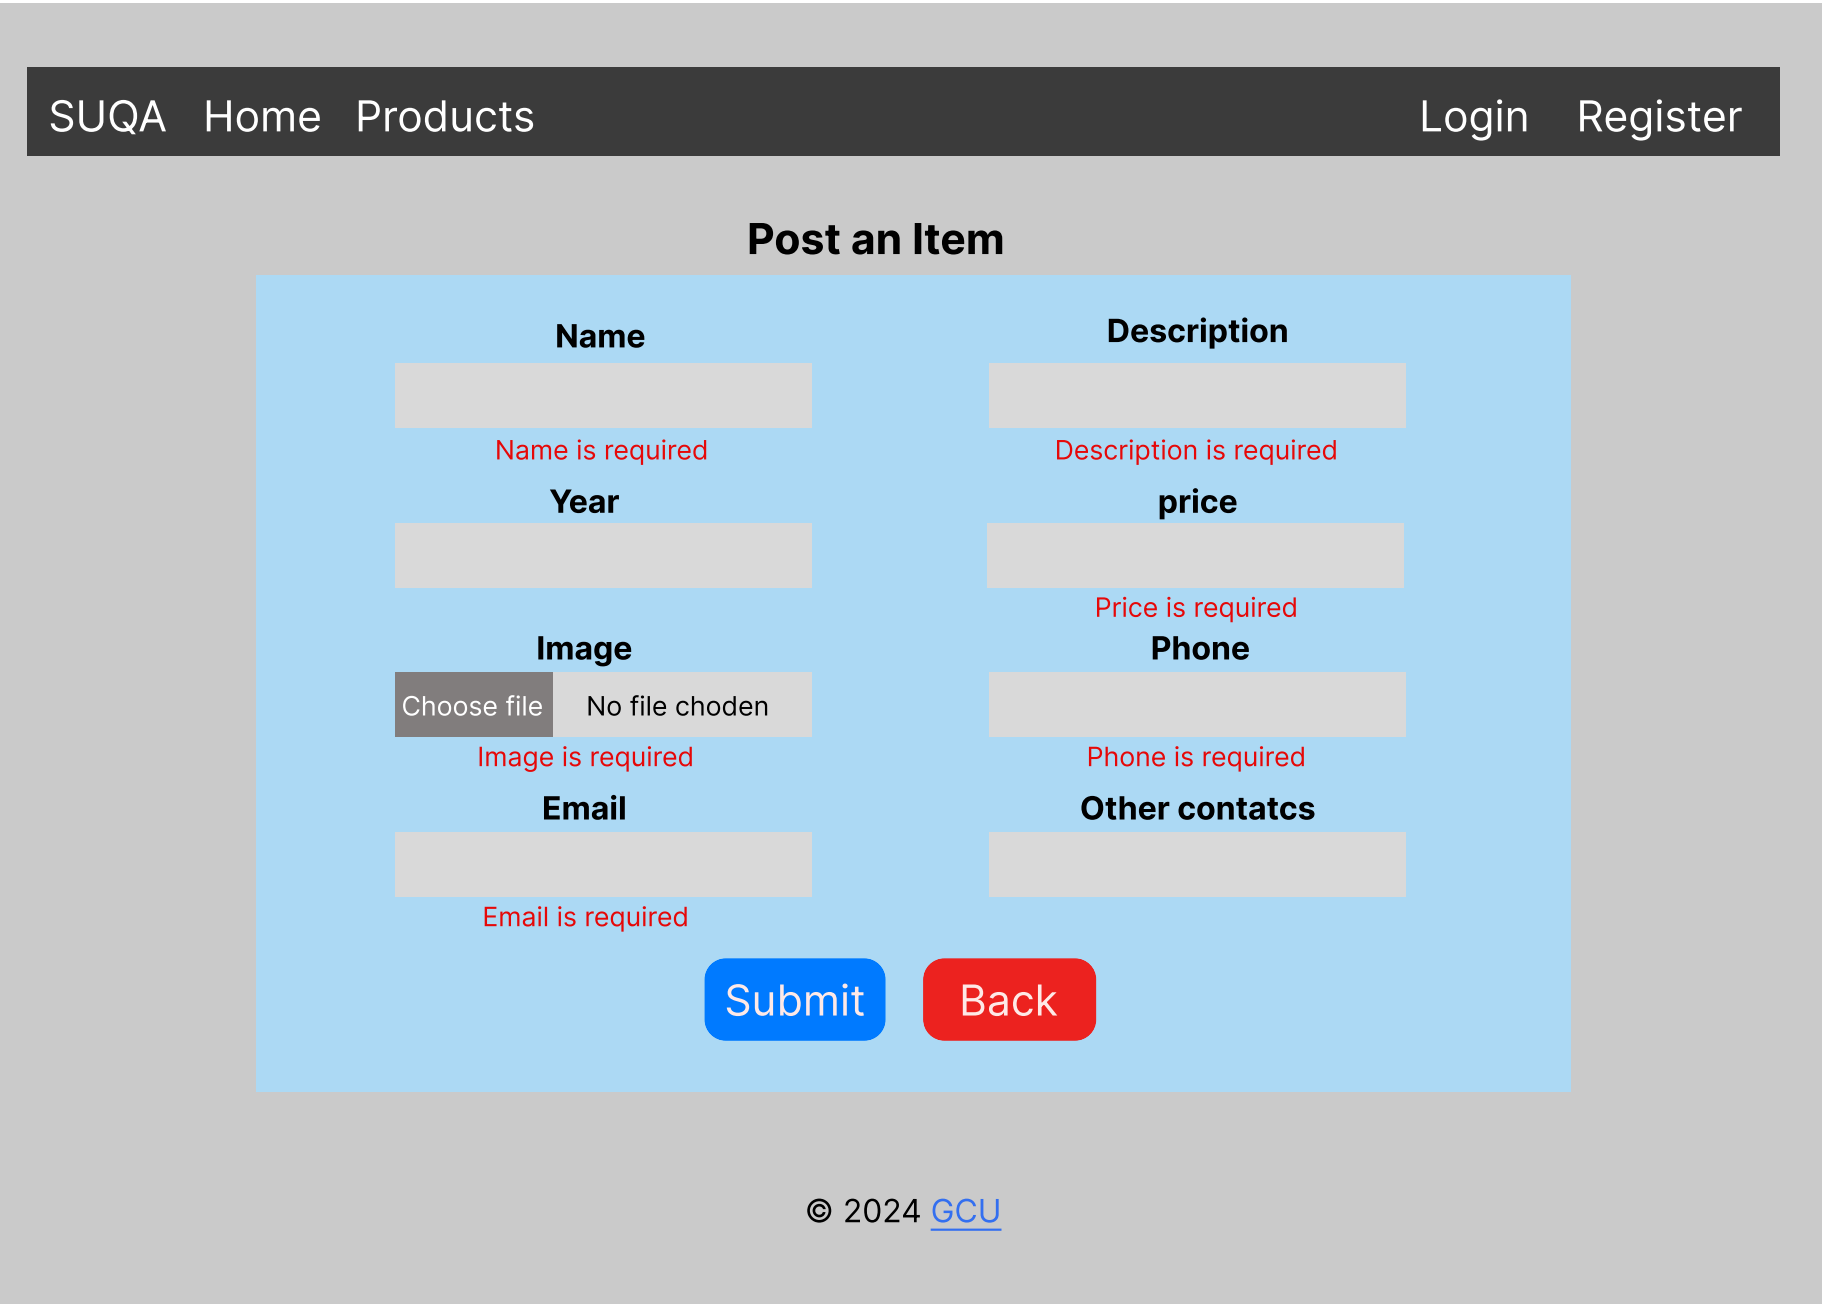 SUQA Home Products Login Register
Post an Item
Name Description
Name is required Description is required
Year price
Price is required
Image Phone
Choose file No file choden
Image is required Phone is required
Email Other contatcs
Email is required
Submit Back
© 2024 GCU